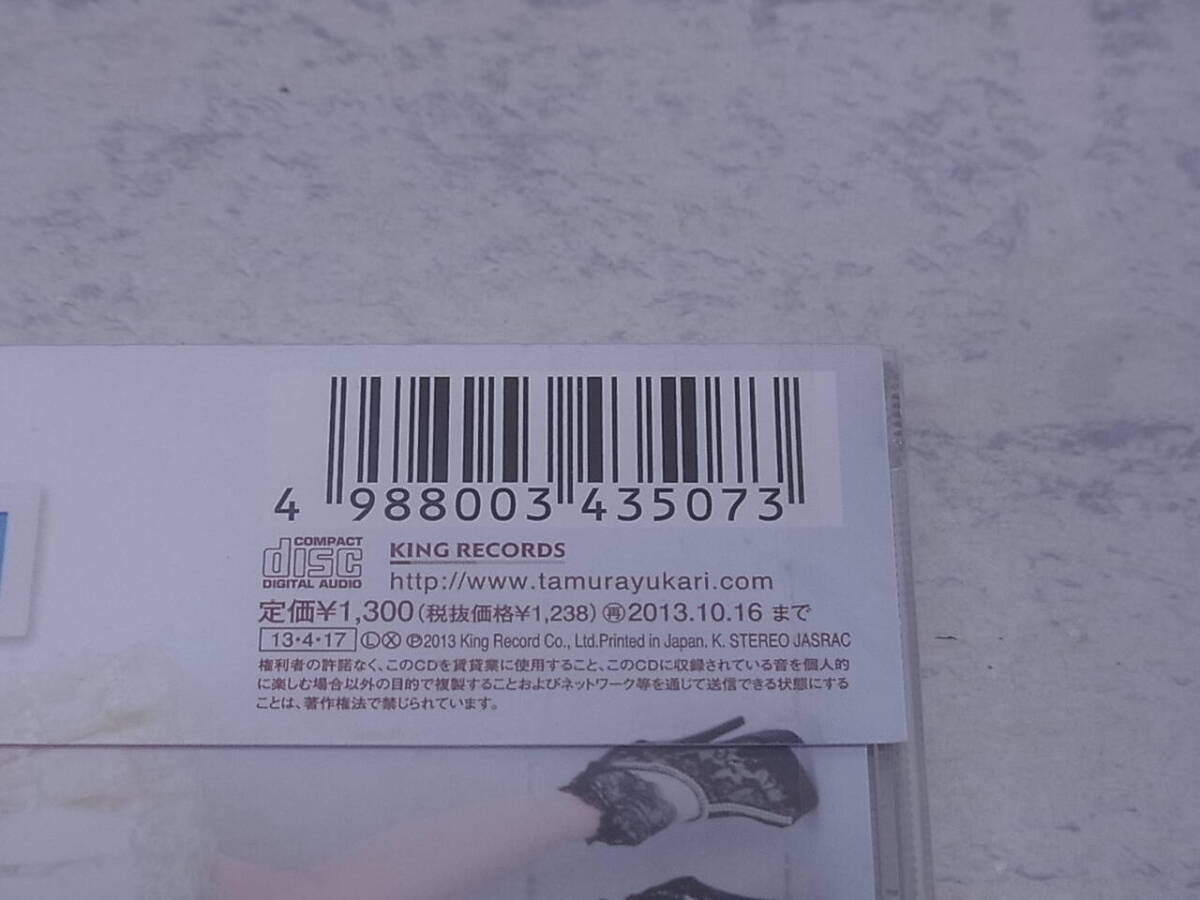 4 988003 435073
COMPACT
disc
DIGITAL AUDIO
KING RECORDS
http://www.tamurayukari.com
定価¥1,300(税抜価格¥1,238) ㊢2013.10.16 まで
13・4・17 ⓁⓍ ℗2013 King Record Co., Ltd.Printed in Japan. K. STEREO JASRAC
権利者の許諾なく、このCDを賃貸業に使用すること、このCDに収録されている音を個人的
に楽しむ場合以外の目的で複製することおよびネットワーク等を通じて送信できる状態にする
ことは、著作権法で禁じられています。